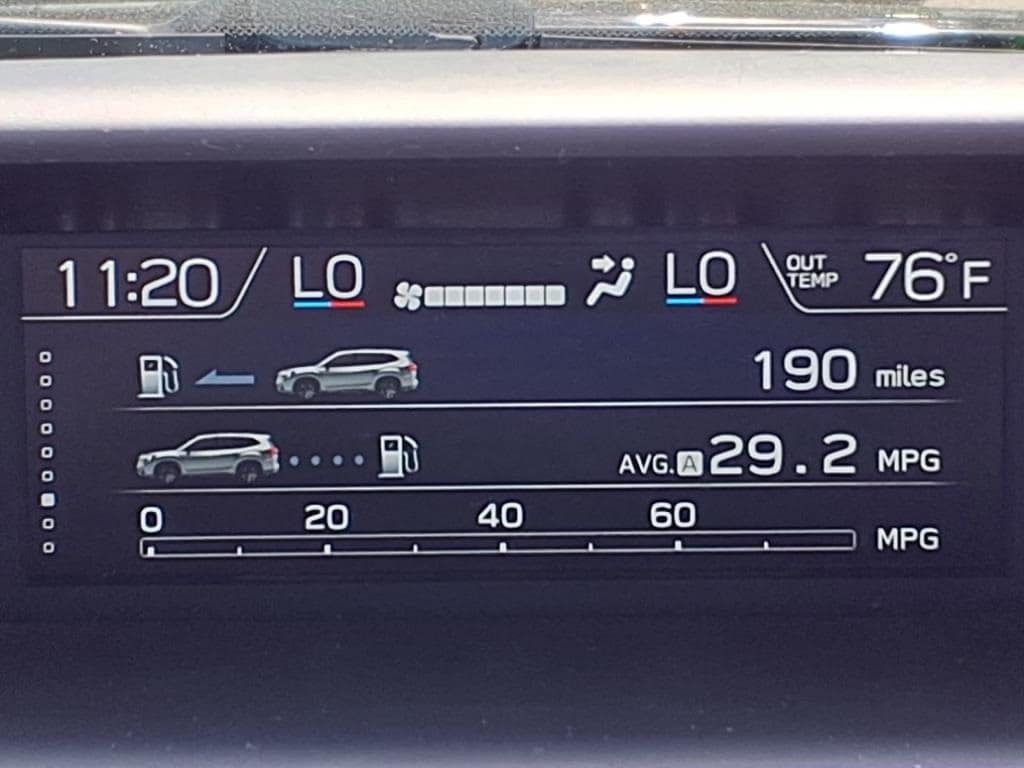 11:20 LO LO OUT TEMP 76°F
190 miles
AVG. A 29.2 MPG
0 20 40 60
MPG